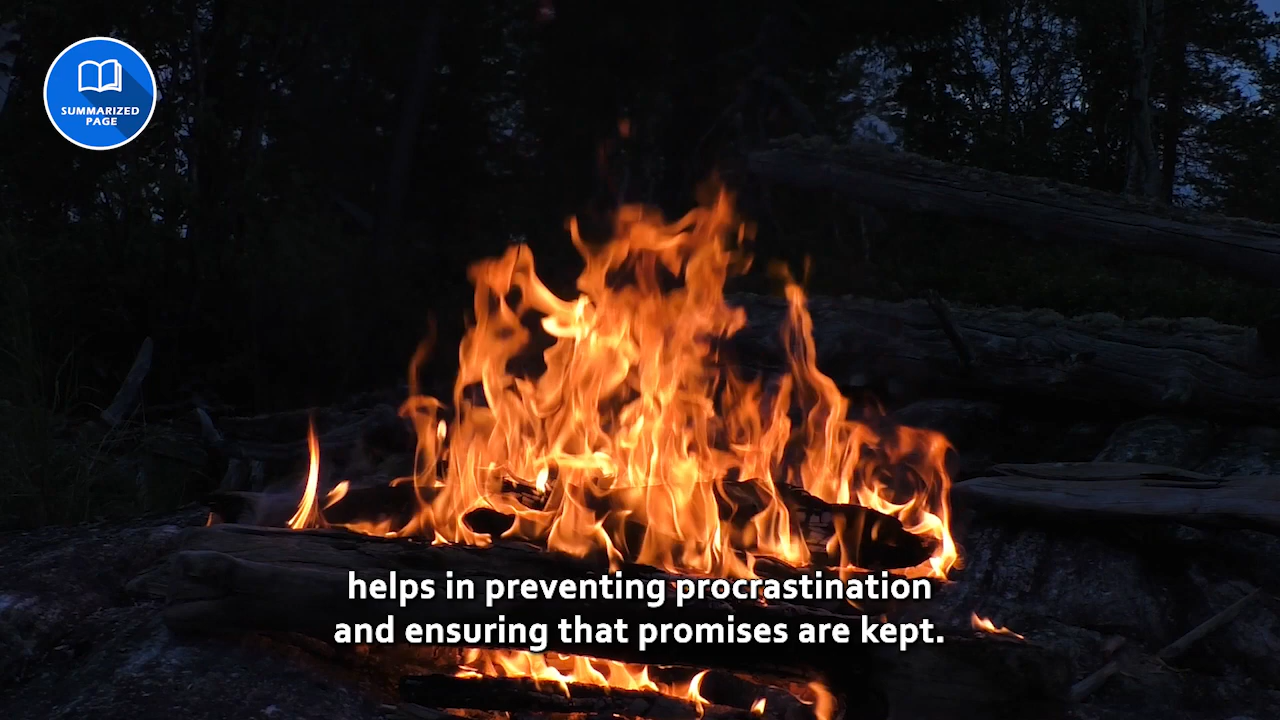 SUMMARIZED
PAGE
helps in preventing procrastination
and ensuring that promises are kept.